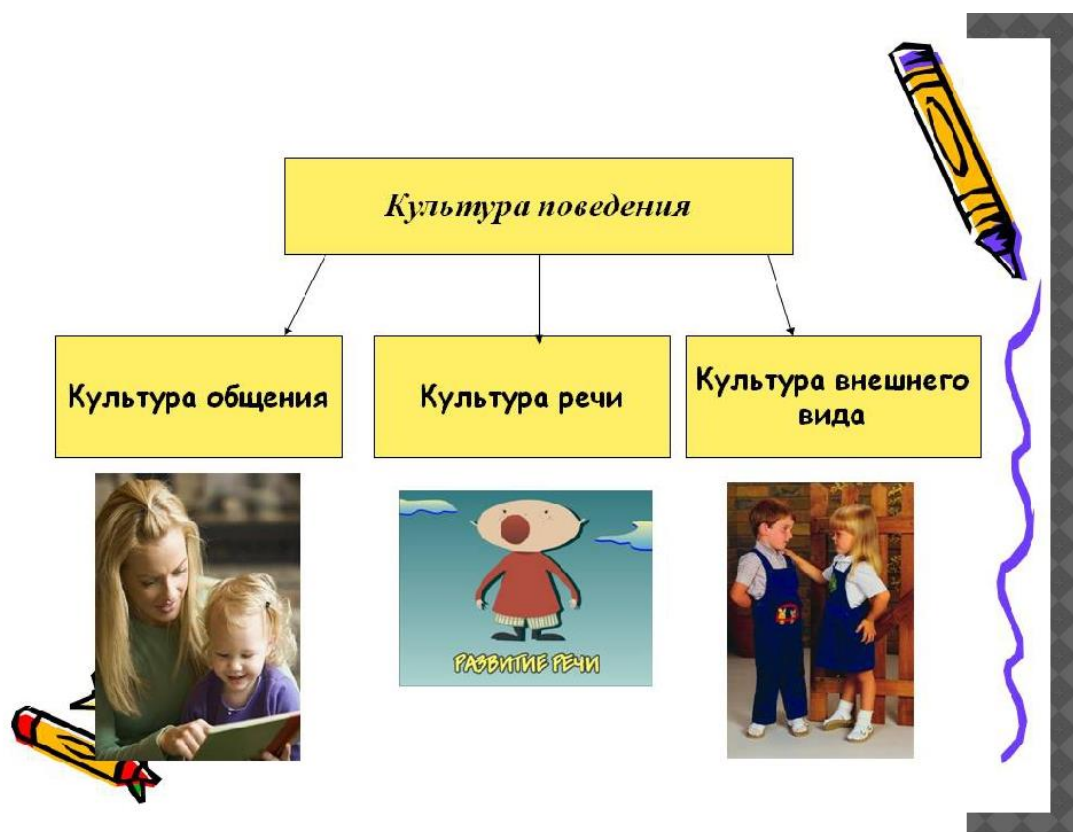 Культура поведения
Культура общения
Культура речи
Культура внешнего
вида
РАЗВИТИЕ РЕЧИ